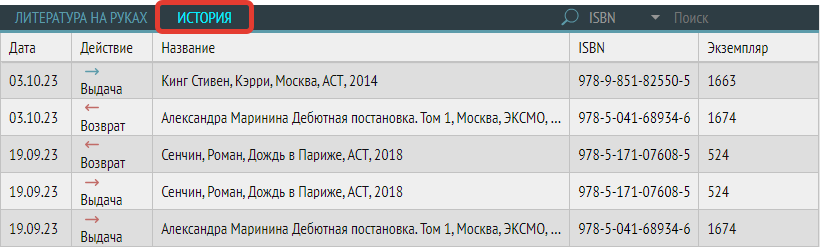 ЛИТЕРАТУРА НА РУКАХ ИСТОРИЯ ISBN Поиск
Дата Действие Название ISBN Экземпляр
03.10.23 Выдача Кинг Стивен, Кэрри, Москва, АСТ, 2014 978-9-851-82550-5 1663
03.10.23 Возврат Александра Маринина Дебютная постановка. Том 1, Москва, ЭКСМО, ... 978-5-041-68934-6 1674
19.09.23 Возврат Сенчин, Роман, Дождь в Париже, АСТ, 2018 978-5-171-07608-5 524
19.09.23 Выдача Сенчин, Роман, Дождь в Париже, АСТ, 2018 978-5-171-07608-5 524
19.09.23 Выдача Александра Маринина Дебютная постановка. Том 1, Москва, ЭКСМО, ... 978-5-041-68934-6 1674